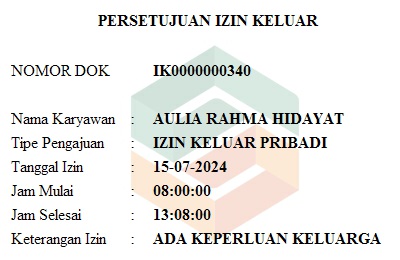 PERSETUJUAN IZIN KELUAR
NOMOR DOK IK0000000340
Nama Karyawan : AULIA RAHMA HIDAYAT
Tipe Pengajuan : IZIN KELUAR PRIBADI
Tanggal Izin : 15-07-2024
Jam Mulai : 08:00:00
Jam Selesai : 13:08:00
Keterangan Izin : ADA KEPERLUAN KELUARGA